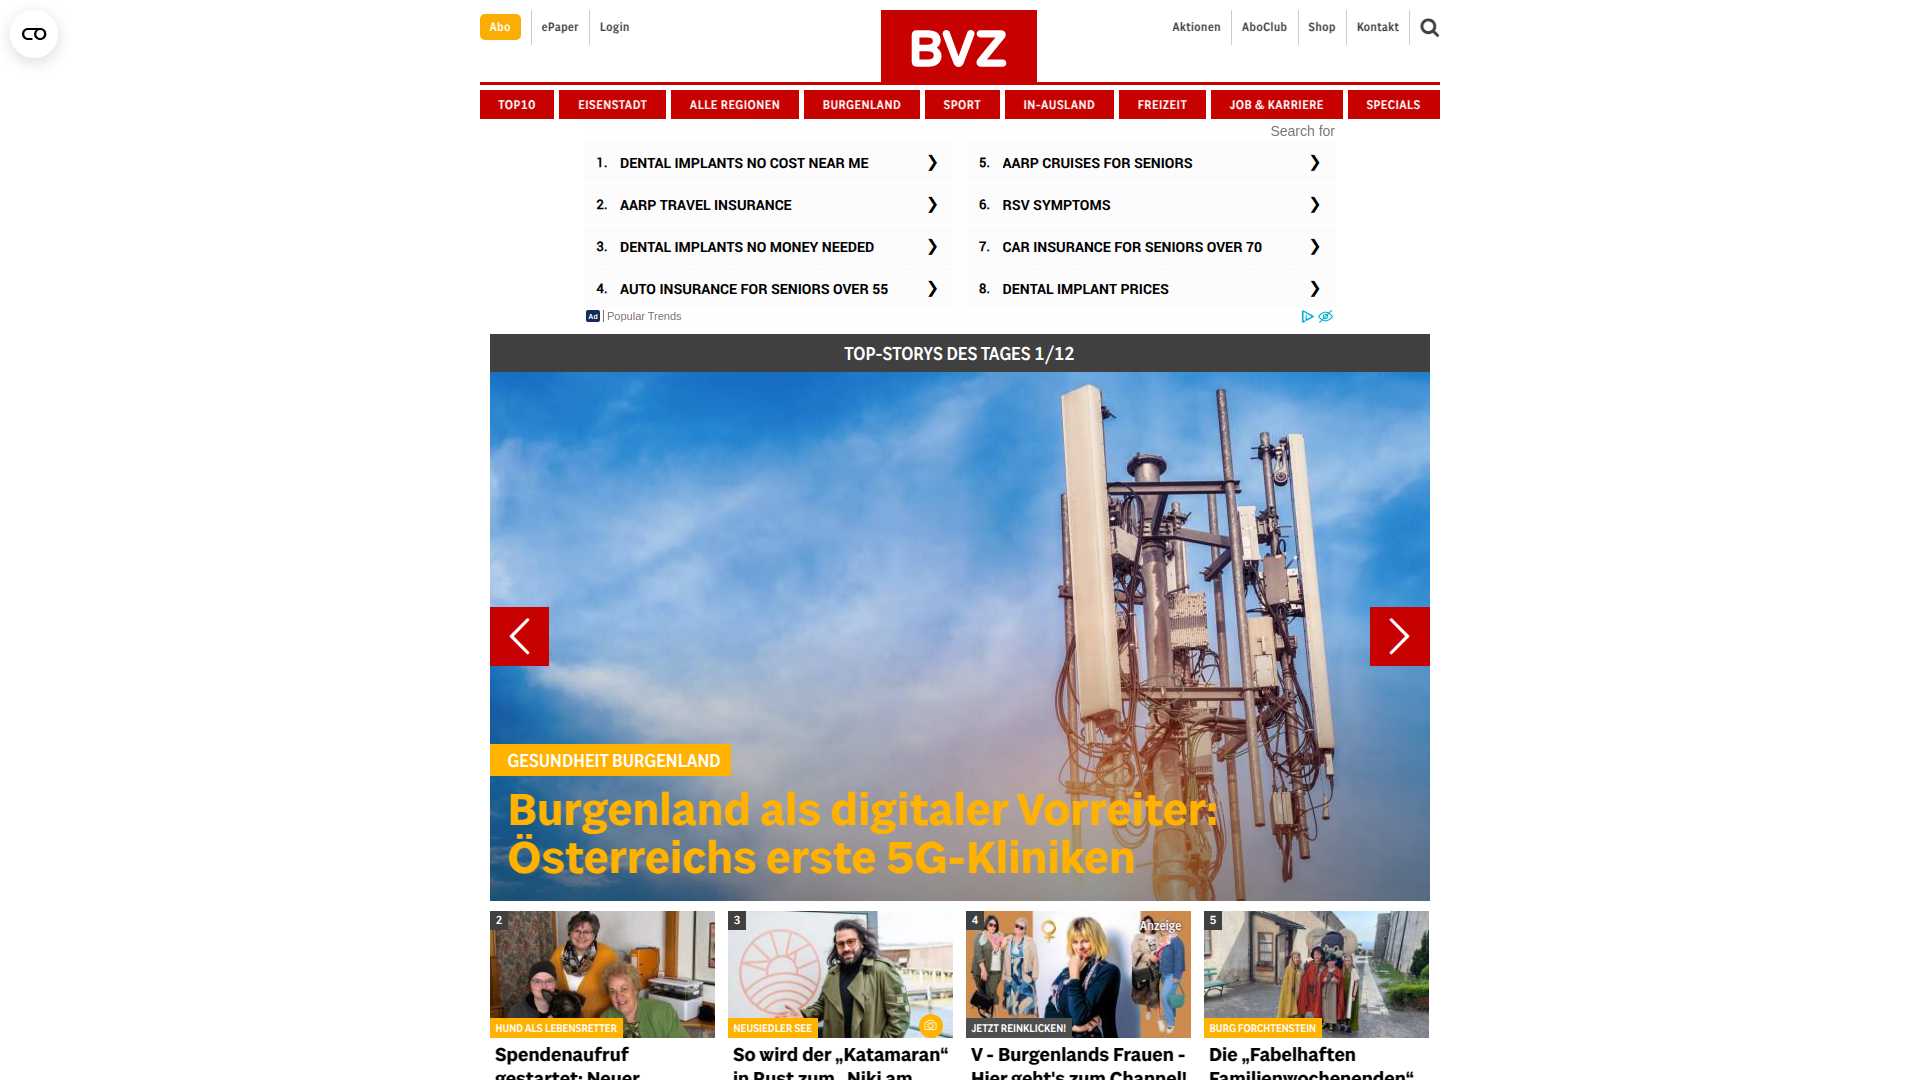 Abo
ePaper
Login
BVZ
Aktionen
AboClub
Shop
Kontakt
TOP10
EISENSTADT
ALLE REGIONEN
BURGENLAND
SPORT
IN-AUSLAND
FREIZEIT
JOB & KARRIERE
SPECIALS
Search for
1. DENTAL IMPLANTS NO COST NEAR ME
2. AARP TRAVEL INSURANCE
3. DENTAL IMPLANTS NO MONEY NEEDED
4. AUTO INSURANCE FOR SENIORS OVER 55
5. AARP CRUISES FOR SENIORS
6. RSV SYMPTOMS
7. CAR INSURANCE FOR SENIORS OVER 70
8. DENTAL IMPLANT PRICES
Ad | Popular Trends
TOP-STORYS DES TAGES 1/12
GESUNDHEIT BURGENLAND
Burgenland als digitaler Vorreiter:
Österreichs erste 5G-Kliniken
2
HUND ALS LEBENSRETTER
Spendenaufruf
gestartet: Neuer
3
NEUSIEDLER SEE
So wird der „Katamaran“
in Rust zum „Niki am
4
Anzeige
JETZT REINKLICKEN!
V - Burgenlands Frauen -
Hier geht's zum Channel!
5
BURG FORCHTENSTEIN
Die „Fabelhaften
Familienwochenenden“